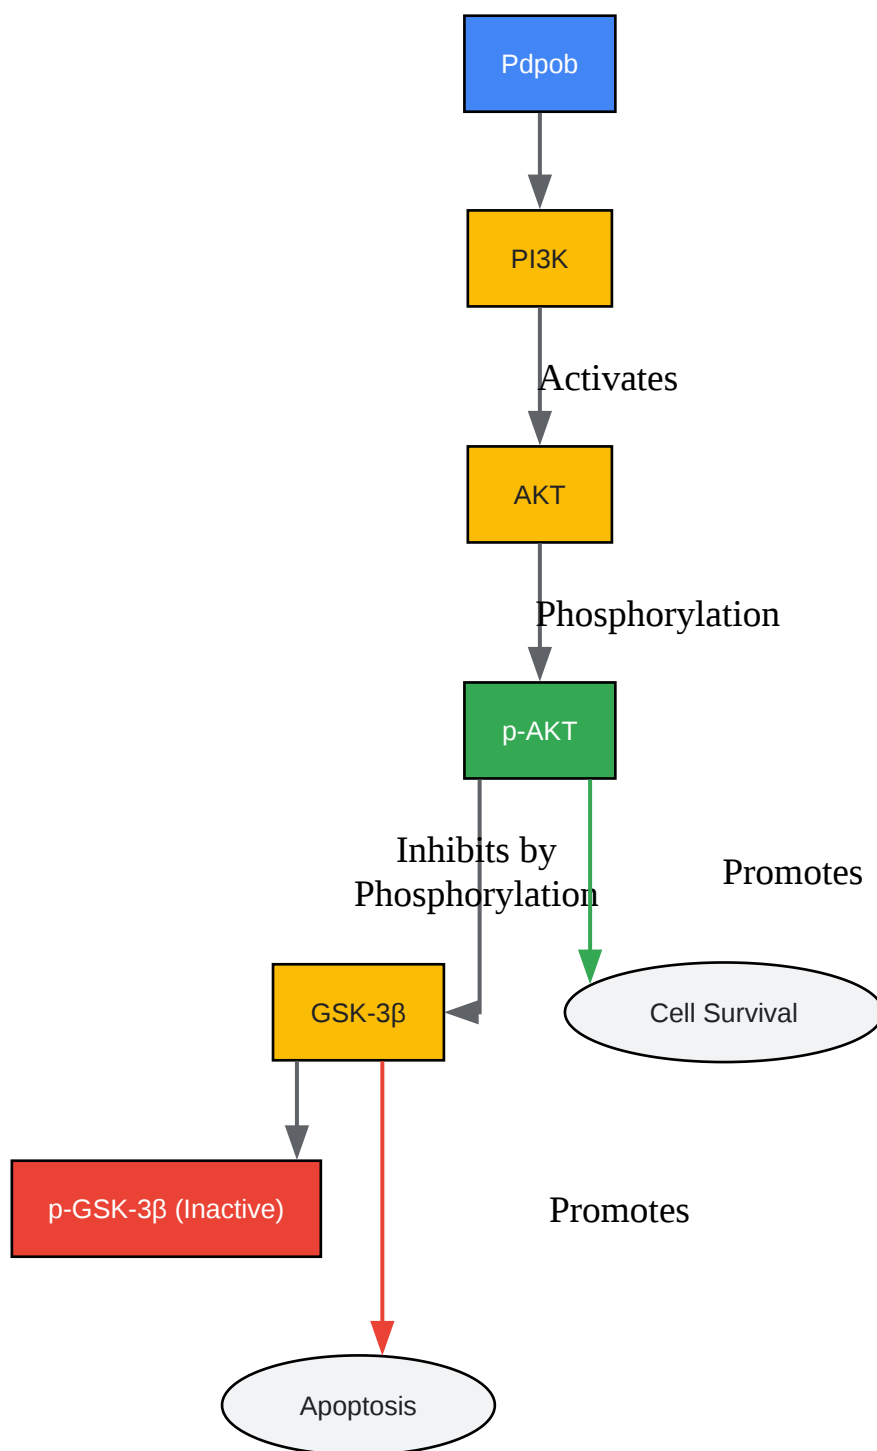 Pdpob
PI3K
Activates
AKT
Phosphorylation
p-AKT
Inhibits by
Phosphorylation
Promotes
GSK-3β
Cell Survival
p-GSK-3β (Inactive)
Promotes
Apoptosis